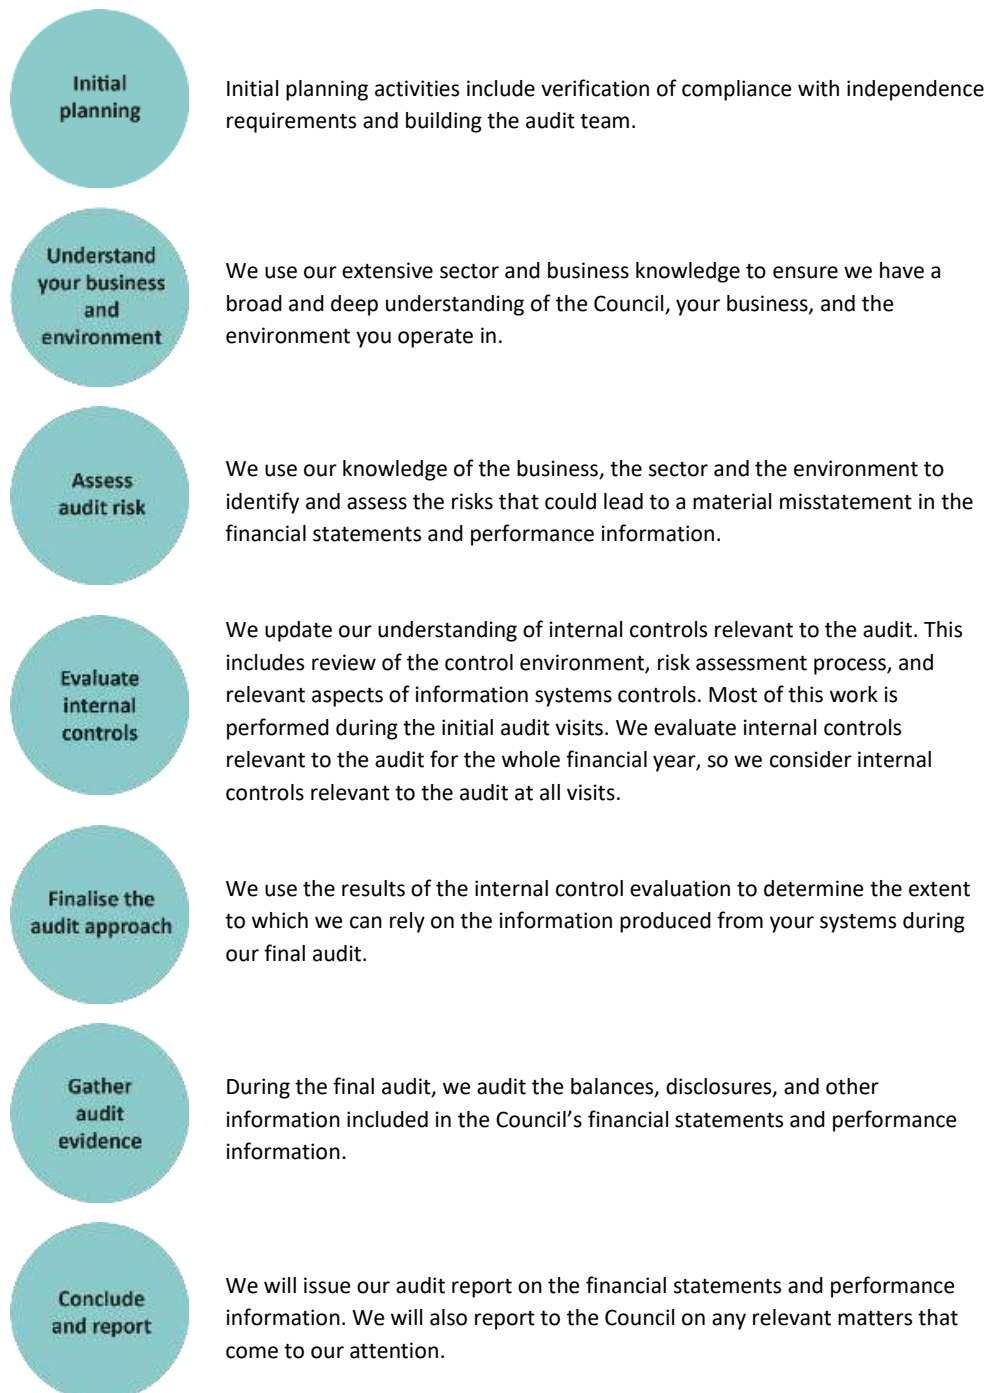 Initial
planning
Initial planning activities include verification of compliance with independence
requirements and building the audit team.
Understand
your business
and
environment
We use our extensive sector and business knowledge to ensure we have a
broad and deep understanding of the Council, your business, and the
environment you operate in.
Assess
audit risk
We use our knowledge of the business, the sector and the environment to
identify and assess the risks that could lead to a material misstatement in the
financial statements and performance information.
Evaluate
internal
controls
We update our understanding of internal controls relevant to the audit. This
includes review of the control environment, risk assessment process, and
relevant aspects of information systems controls. Most of this work is
performed during the initial audit visits. We evaluate internal controls
relevant to the audit for the whole financial year, so we consider internal
controls relevant to the audit at all visits.
Finalise the
audit approach
We use the results of the internal control evaluation to determine the extent
to which we can rely on the information produced from your systems during
our final audit.
Gather
audit
evidence
During the final audit, we audit the balances, disclosures, and other
information included in the Council’s financial statements and performance
information.
Conclude
and report
We will issue our audit report on the financial statements and performance
information. We will also report to the Council on any relevant matters that
come to our attention.